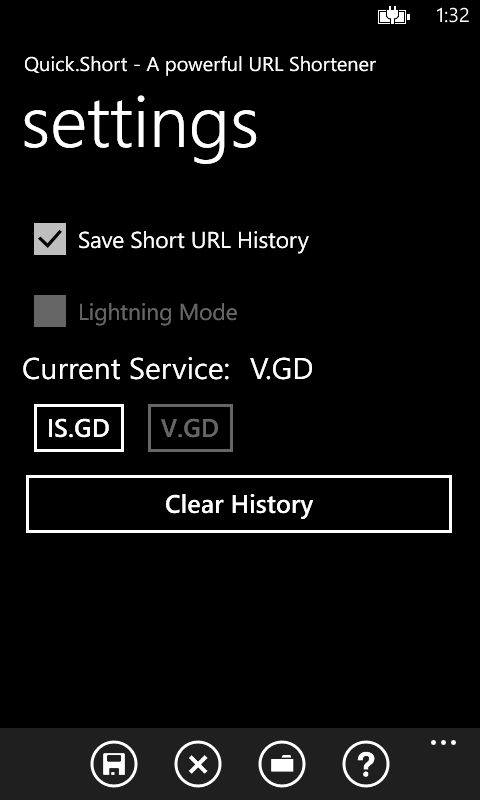 1:32
Quick.Short - A powerful URL Shortener
settings
Save Short URL History
Lightning Mode
Current Service: V.GD
IS.GD V.GD
Clear History